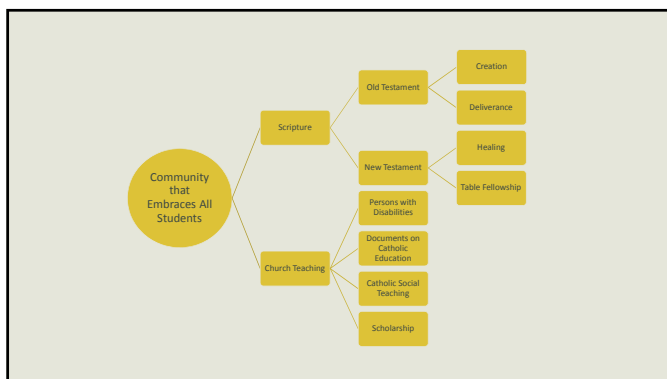 Community
that
Embraces All
Students
Scripture
Old Testament
Creation
Deliverance
New Testament
Healing
Table Fellowship
Church Teaching
Persons with
Disabilities
Documents on
Catholic
Education
Catholic Social
Teaching
Scholarship